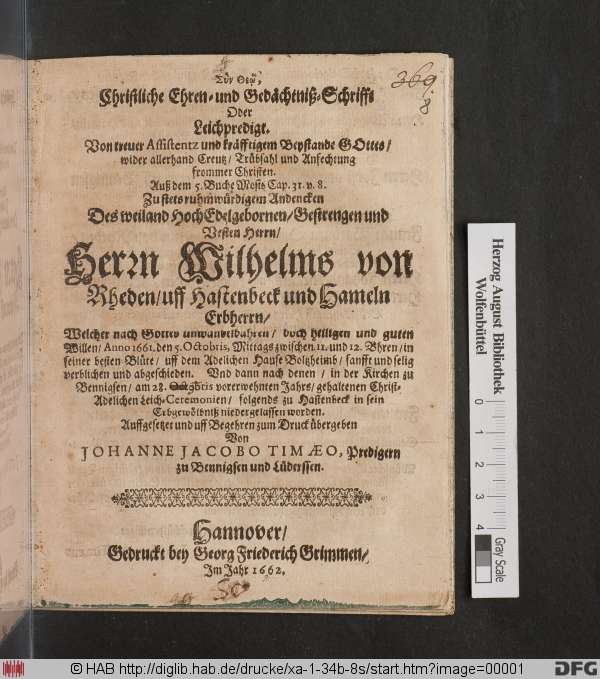 Σὺν Θεῷ,
369.
8
Christliche Ehren- und Gedächtniß-Schrifft
Oder
Leichpredigt.
Von treuer Assistentz und kräfftigem Beystande GOttes/
wider allerhand Creutz/ Trübsahl und Anfechtung
frommer Christen.
Auß dem 5. Buche Mosis Cap. 31. v. 8.
Zu stets ruhmwürdigem Andencken
Des weiland HochEdelgebornen/ Gestrengen und
Vesten Herrn/
Herrn Wilhelms von
Rheden/ uff Hastenbeck und Hameln
Erbherrn/
Welcher nach Gottes unwandelbahren/ doch heiligen und guten
Willen/ Anno 1661. den 5. Octobris, Mittags zwischen 11. und 12. Uhren/ in
seiner besten Blüte/ uff dem Adelichen Hause Bolzheimb/ sanfft und selig
verblichen und abgeschieden. Und dann nach denen / in der Kirchen zu
Bennigsen/ am 28. vorerwehnten Jahrs/ gehaltenen Christ-
Adelichen Leich-Ceremonien/ folgends zu Hastenbeck in sein
Erbgewölbniß niedergelassen worden.
Auffgesetzet und uff Begehren zum Druck übergeben
Von
JOHANNE JACOBO TIMÆO, Predigern
zu Bennigsen und Lüderssen.
Hannover/
Gedruckt bey Georg Friederich Grimmen/
Im Jahr 1662.
Herzog August Bibliothek
Wolfenbüttel
0 1 2 3 4
Gray Scale
© HAB http://diglib.hab.de/drucke/xa-1-34b-8s/start.htm?image=00001
DFG